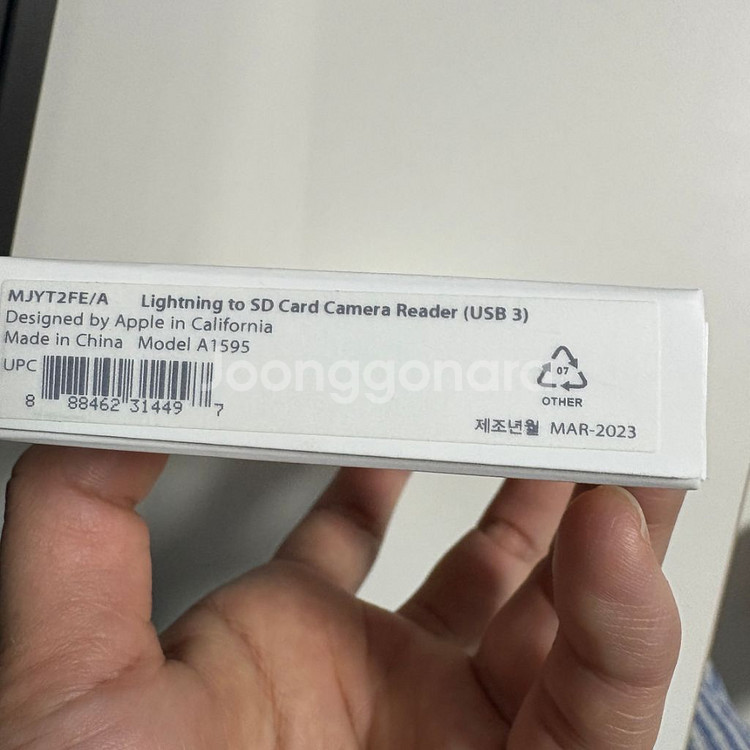 MJYT2FE/A Lightning to SD Card Camera Reader (USB 3)
Designed by Apple in California
Made in China Model A1595
UPC
8 88462 31449 7
07
OTHER
제조년월 MAR-2023
Joonggonara